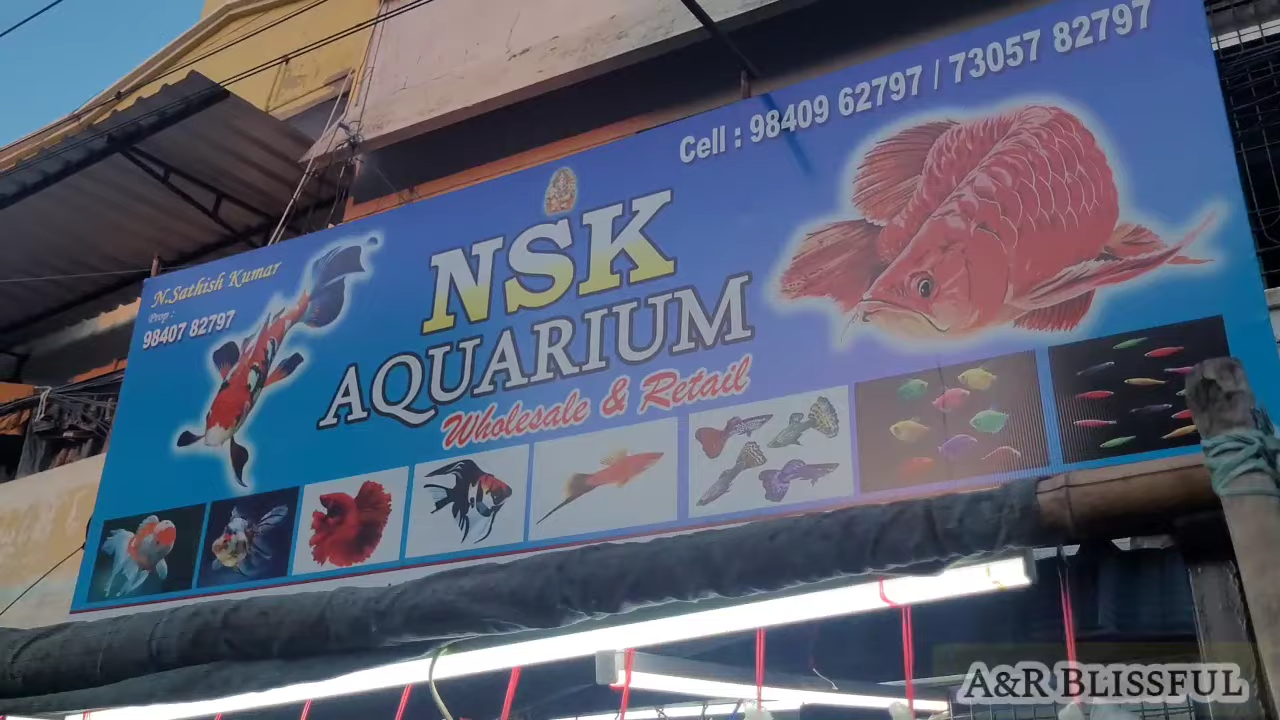 Cell : 98409 62797 / 73057 82797
N.Sathish Kumar
Prop :
98407 82797
NSK
AQUARIUM
Wholesale & Retail
A&R BLISSFUL